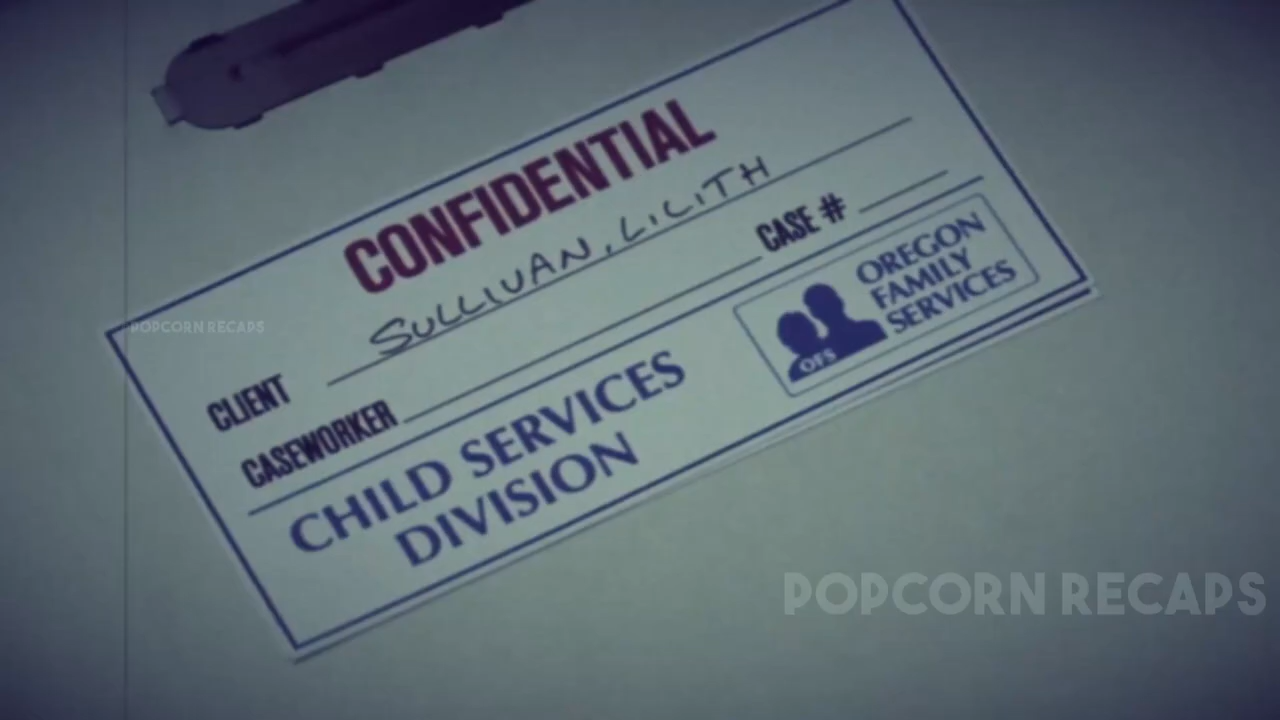 CONFIDENTIAL
CLIENT SULLIVAN, LILITH
CASEWORKER CASE #
CHILD SERVICES
DIVISION
OREGON
FAMILY
SERVICES
OFS
POPCORN RECAPS
POPCORN RECAPS